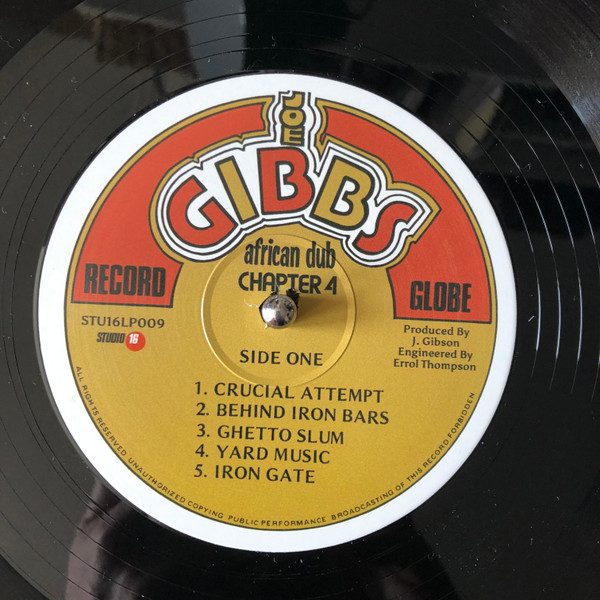 JOE
GIBBS
african dub
CHAPTER 4
RECORD
GLOBE
STU16LP009
STUDIO 16
Produced By
J. Gibson
Engineered By
Errol Thompson
SIDE ONE
1. CRUCIAL ATTEMPT
2. BEHIND IRON BARS
3. GHETTO SLUM
4. YARD MUSIC
5. IRON GATE
ALL RIGHTS RESERVED UNAUTHORIZED COPYING PUBLIC PERFORMANCE BROADCASTING OF THIS RECORD FORBIDDEN